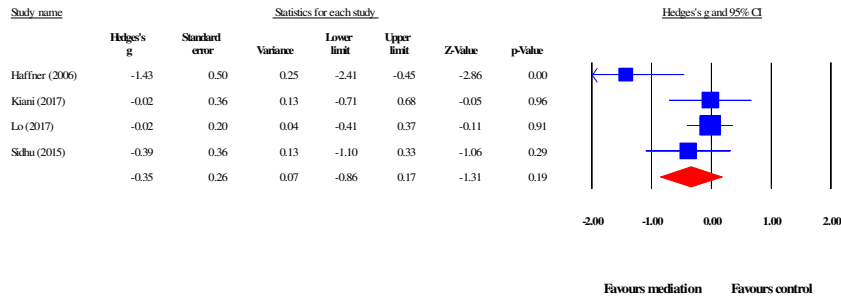 Study name Statistics for each study Hedges's g and 95% CI
Hedges's Standard Lower Upper
g error Variance limit limit Z-Value p-Value
Haffner (2006) -1.43 0.50 0.25 -2.41 -0.45 -2.86 0.00
Kiani (2017) -0.02 0.36 0.13 -0.71 0.68 -0.05 0.96
Lo (2017) -0.02 0.20 0.04 -0.41 0.37 -0.11 0.91
Sidhu (2015) -0.39 0.36 0.13 -1.10 0.33 -1.06 0.29
-0.35 0.26 0.07 -0.86 0.17 -1.31 0.19
-2.00 -1.00 0.00 1.00 2.00
Favours mediation Favours control